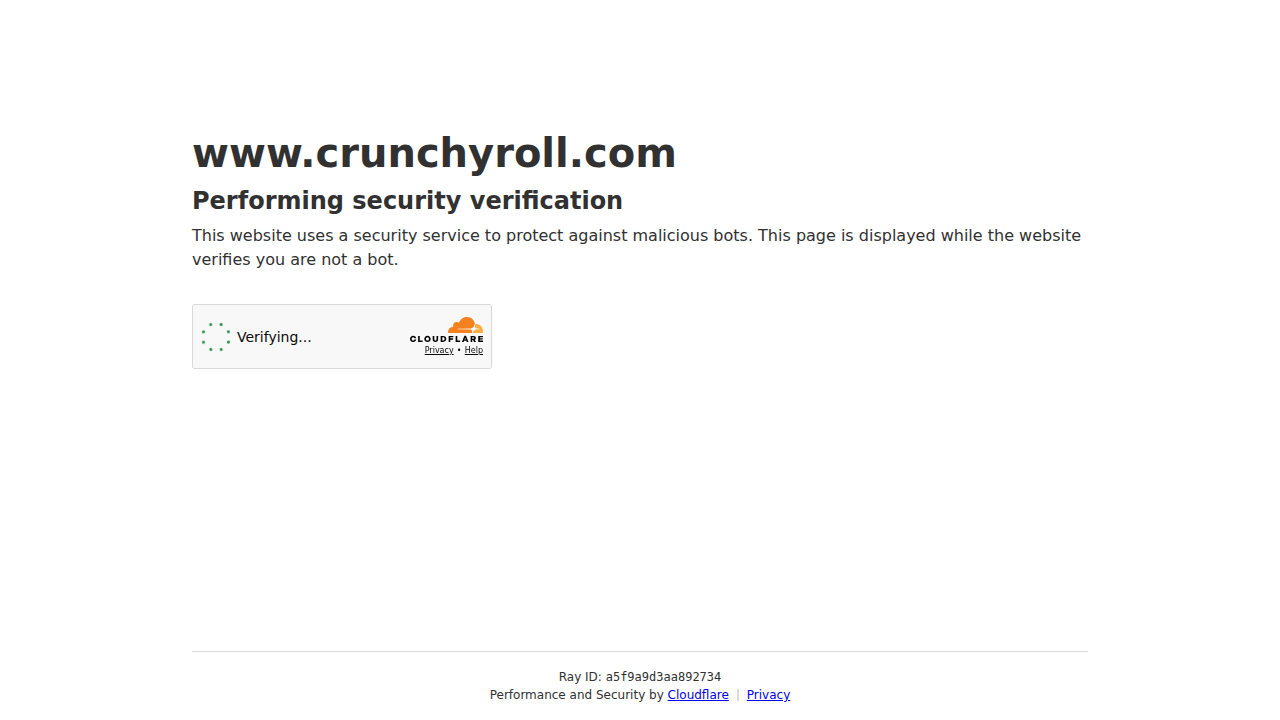 www.crunchyroll.com
Performing security verification
This website uses a security service to protect against malicious bots. This page is displayed while the website
verifies you are not a bot.
Verifying...
CLOUDFLARE
Privacy • Help
Ray ID: a5f9a9d3aa892734
Performance and Security by Cloudflare | Privacy